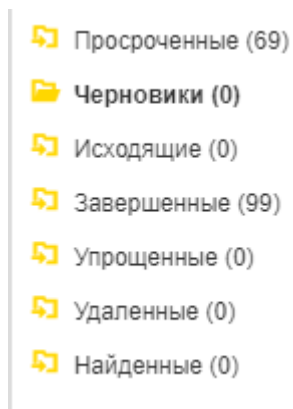 Просроченные (69)
Черновики (0)
Исходящие (0)
Завершенные (99)
Упрощенные (0)
Удаленные (0)
Найденные (0)